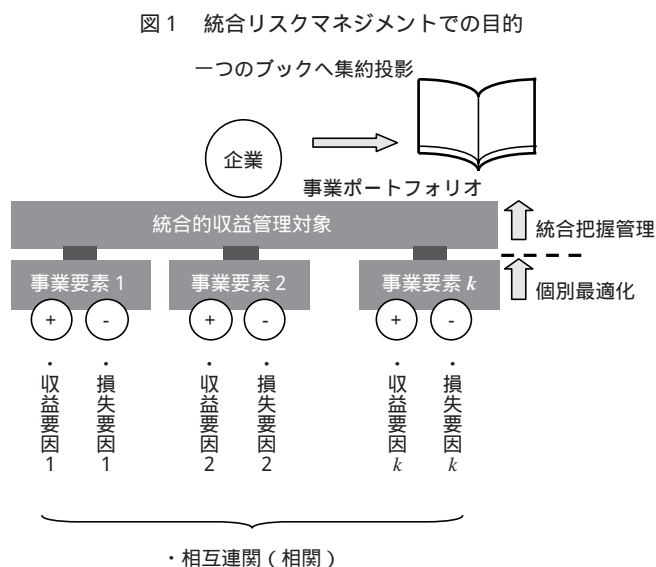 図1 統合リスクマネジメントでの目的
一つのブックへ集約投影
企業
事業ポートフォリオ
統合的収益管理対象
統合把握管理
事業要素1
事業要素2
事業要素k
個別最適化
+
-
+
-
+
-
・収益要因1
・損失要因1
・収益要因2
・損失要因2
・収益要因k
・損失要因k
・相互連関(相関)